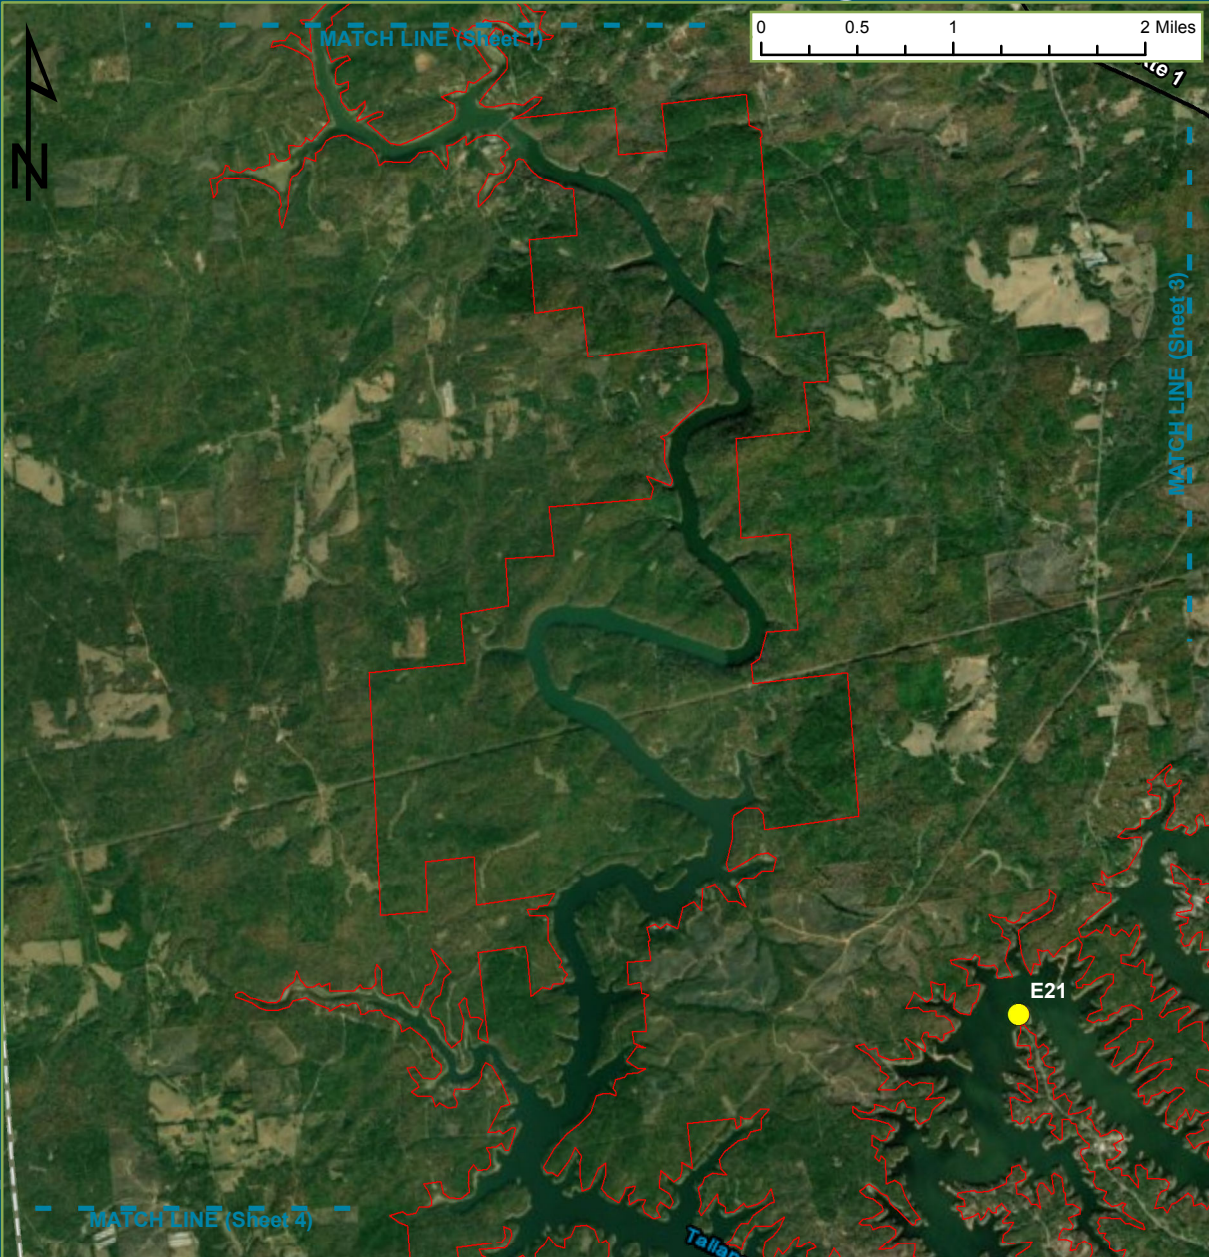 MATCH LINE (Sheet 1)
0 0.5 1 2 Miles
1
N
MATCH LINE (Sheet 3)
E21
MATCH LINE (Sheet 4)